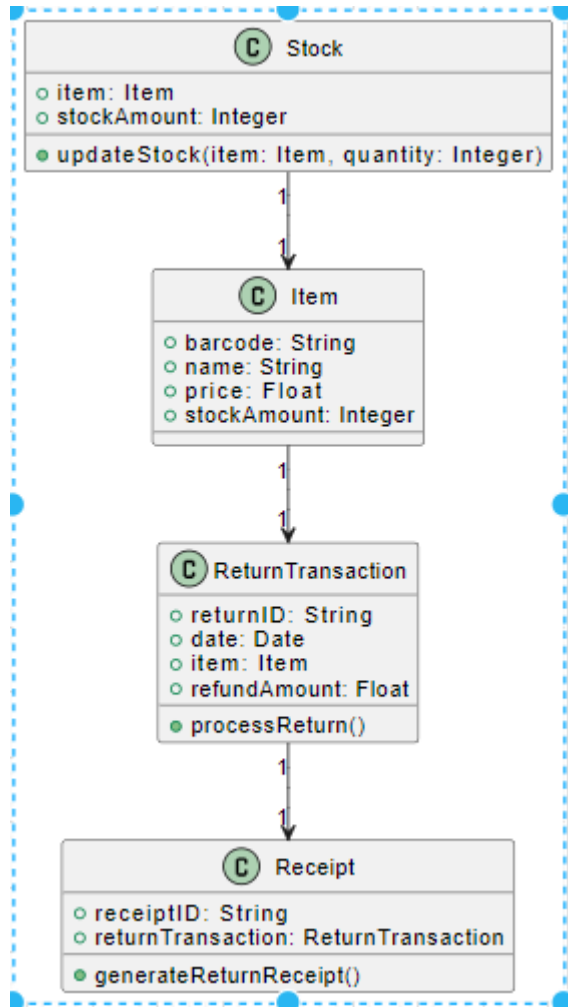 C Stock
item: Item
stockAmount: Integer
updateStock(item: Item, quantity: Integer)
1
1
C Item
barcode: String
name: String
price: Float
stockAmount: Integer
1
1
C ReturnTransaction
returnID: String
date: Date
item: Item
refundAmount: Float
processReturn()
1
1
C Receipt
receiptID: String
returnTransaction: ReturnTransaction
generateReturnReceipt()